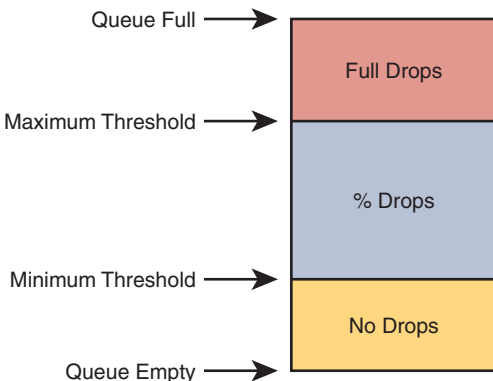 Queue Full
Full Drops
Maximum Threshold
% Drops
Minimum Threshold
No Drops
Queue Empty